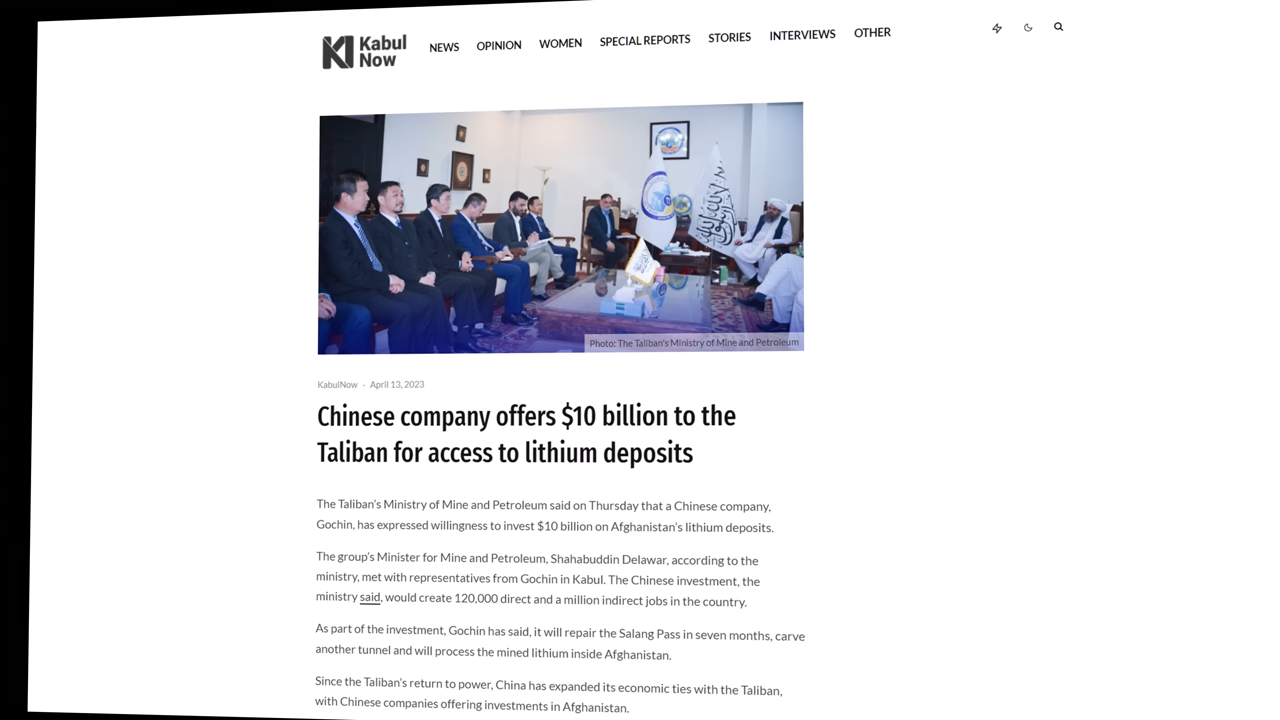 Kabul
Now
NEWS OPINION WOMEN SPECIAL REPORTS STORIES INTERVIEWS OTHER
Photo: The Taliban's Ministry of Mine and Petroleum
KabulNow - April 13, 2023
Chinese company offers $10 billion to the
Taliban for access to lithium deposits
The Taliban's Ministry of Mine and Petroleum said on Thursday that a Chinese company,
Gochin, has expressed willingness to invest $10 billion on Afghanistan's lithium deposits.
The group's Minister for Mine and Petroleum, Shahabuddin Delawar, according to the
ministry, met with representatives from Gochin in Kabul. The Chinese investment, the
ministry said, would create 120,000 direct and a million indirect jobs in the country.
As part of the investment, Gochin has said, it will repair the Salang Pass in seven months, carve
another tunnel and will process the mined lithium inside Afghanistan.
Since the Taliban's return to power, China has expanded its economic ties with the Taliban,
with Chinese companies offering investments in Afghanistan.